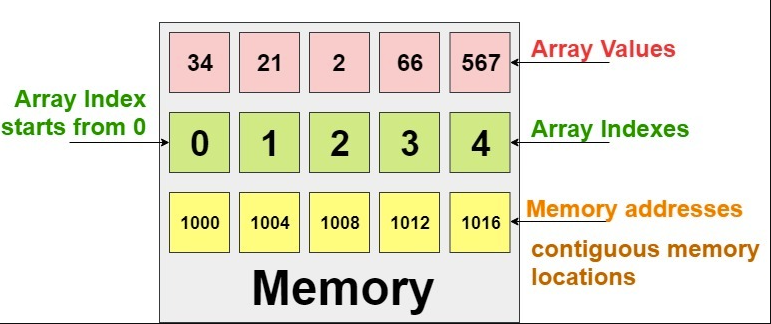 34 21 2 66 567
Array Values
Array Index
starts from 0
0 1 2 3 4
Array Indexes
1000 1004 1008 1012 1016
Memory addresses
contiguous memory
locations
Memory